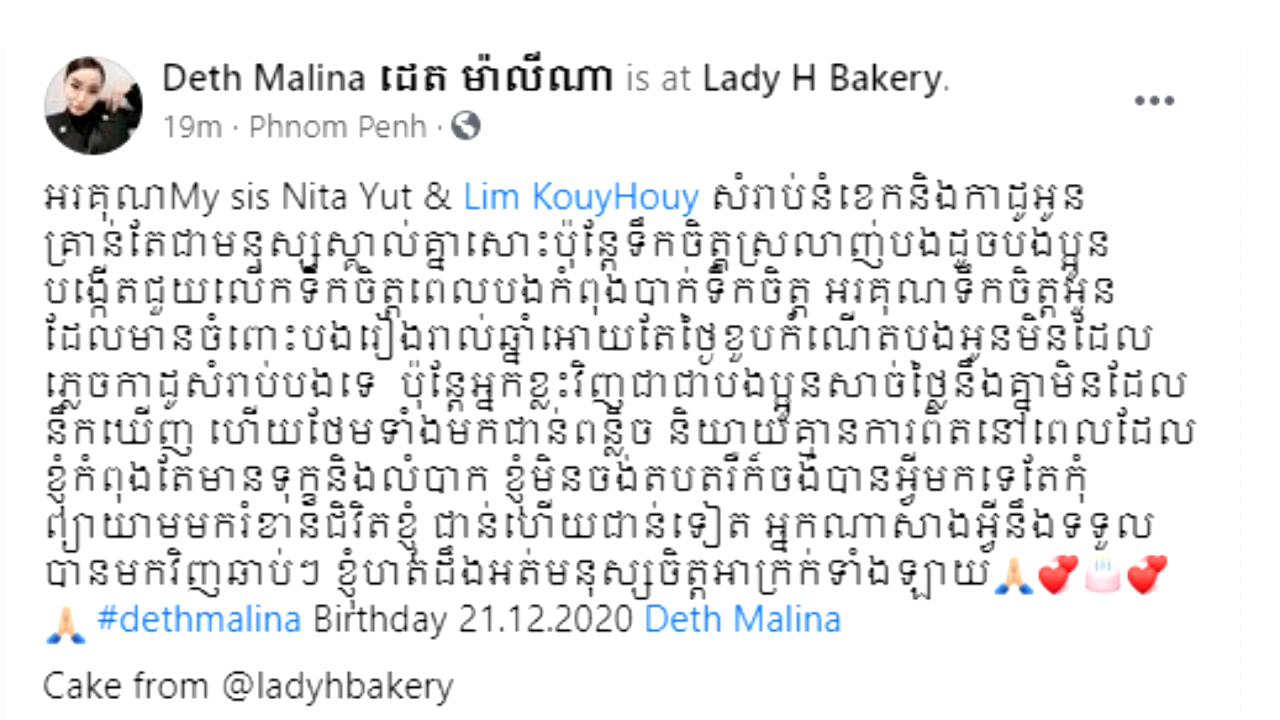 Deth Malina ដេត ម៉ាលីណា is at Lady H Bakery.
19m · Phnom Penh ·
អរគុណMy sis Nita Yut & Lim KouyHouy សំរាប់នំខេកនិងកាដូអូន
គ្រាន់តែជាមនុស្សស្គាល់គ្នាសោះប៉ុន្តែទឹកចិត្តស្រលាញ់បងដូចបងប្អូន
បង្កើតជួយលើកទឹកចិត្តពេលបងកំពុងបាក់ទឹកចិត្ត អរគុណទឹកចិត្តអូន
ដែលមានចំពោះបងរៀងរាល់ឆ្នាំអោយតែថ្ងៃខួបកំណើតបងអូនមិនដែល
ភ្លេចកាដូសំរាប់បងទេ ប៉ុន្តែអ្នកខ្លះវិញជាជាបងប្អូនសាច់ថ្លៃនឹងគ្នាមិនដែល
នឹកឃើញ ហើយថែមទាំងមកជាន់ពន្លិច និយាយគ្មានការពិតនៅពេលដែល
ខ្ញុំកំពុងតែមានទុក្ខនិងលំបាក ខ្ញុំមិនចង់តបតរឺក៏ចង់បានអ្វីមកទេតែកុំ
ព្យាយាមមករំខានជិវិតខ្ញុំ ជាន់ហើយជាន់ទៀត អ្នកណាសាងអ្វីនឹងទទួល
បានមកវិញឆាប់ៗ ខ្ញុំហត់ដឹងអត់មនុស្សចិត្តអាក្រក់ទាំងឡាយ🙏🏻💕🎂💕
🙏🏻 #dethmalina Birthday 21.12.2020 Deth Malina
Cake from @ladyhbakery